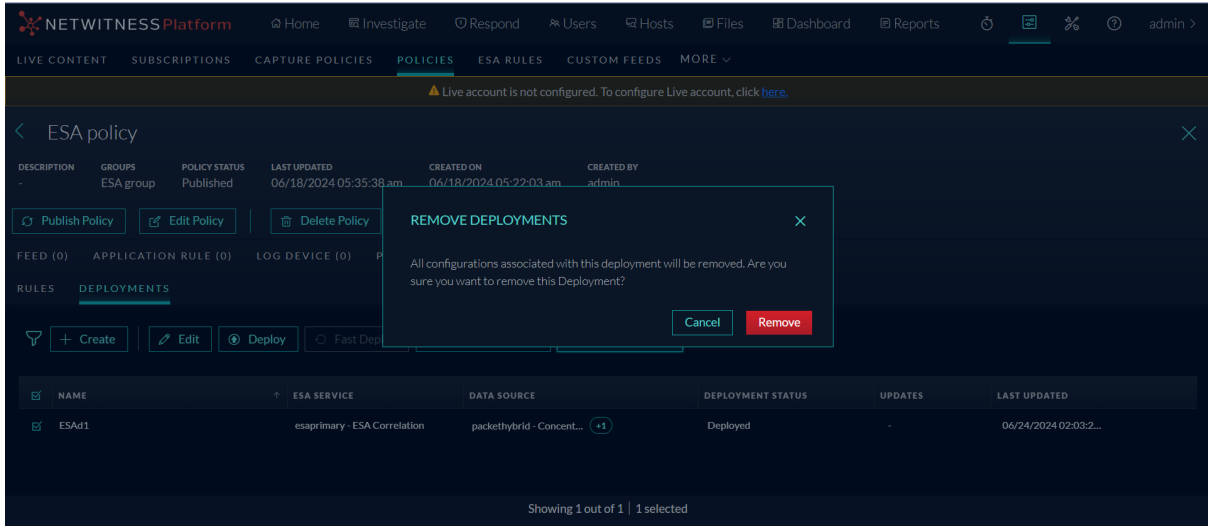 NETWITNESS Platform Home Investigate Respond Users Hosts Files Dashboard Reports admin >
LIVE CONTENT SUBSCRIPTIONS CAPTURE POLICIES POLICIES ESA RULES CUSTOM FEEDS MORE
Live account is not configured. To configure Live account, click here.
ESA policy
DESCRIPTION GROUPS POLICY STATUS LAST UPDATED CREATED ON CREATED BY
- ESA group Published 06/18/2024 05:35:38 am 06/18/2024 05:22:03 am admin
Publish Policy Edit Policy Delete Policy
FEED (0) APPLICATION RULE (0) LOG DEVICE (0) P
RULES DEPLOYMENTS
+ Create Edit Deploy Fast Dep
REMOVE DEPLOYMENTS
All configurations associated with this deployment will be removed. Are you
sure you want to remove this Deployment?
Cancel Remove
NAME ESA SERVICE DATA SOURCE DEPLOYMENT STATUS UPDATES LAST UPDATED
ESAd1 esaprimary - ESA Correlation packethybrid - Concent... +1 Deployed - 06/24/2024 02:03:2...
Showing 1 out of 1 | 1 selected